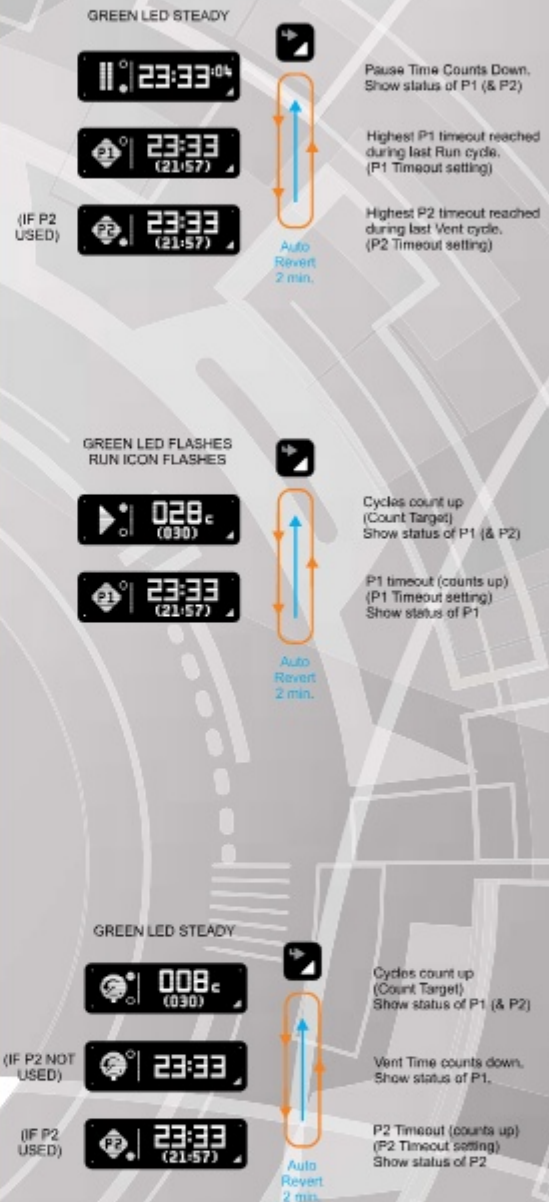 GREEN LED STEADY
23:33:04
Pause Time Counts Down.
Show status of P1 (& P2)
P1
23:33
(21:57)
Highest P1 timeout reached
during last Run cycle.
(P1 Timeout setting)
(IF P2
USED)
P2
23:33
(21:57)
Highest P2 timeout reached
during last Vent cycle.
(P2 Timeout setting)
Auto
Revert
2 min.
GREEN LED FLASHES
RUN ICON FLASHES
028c
(030)
Cycles count up
(Count Target)
Show status of P1 (& P2)
P1
23:33
(21:57)
P1 timeout (counts up)
(P1 Timeout setting)
Show status of P1
Auto
Revert
2 min.
GREEN LED STEADY
008c
(030)
Cycles count up
(Count Target)
Show status of P1 (& P2)
(IF P2 NOT
USED)
23:33
Vent Time counts down.
Show status of P1.
(IF P2
USED)
P2
23:33
(21:57)
P2 Timeout (counts up)
(P2 Timeout setting)
Show status of P2
Auto
Revert
2 min.